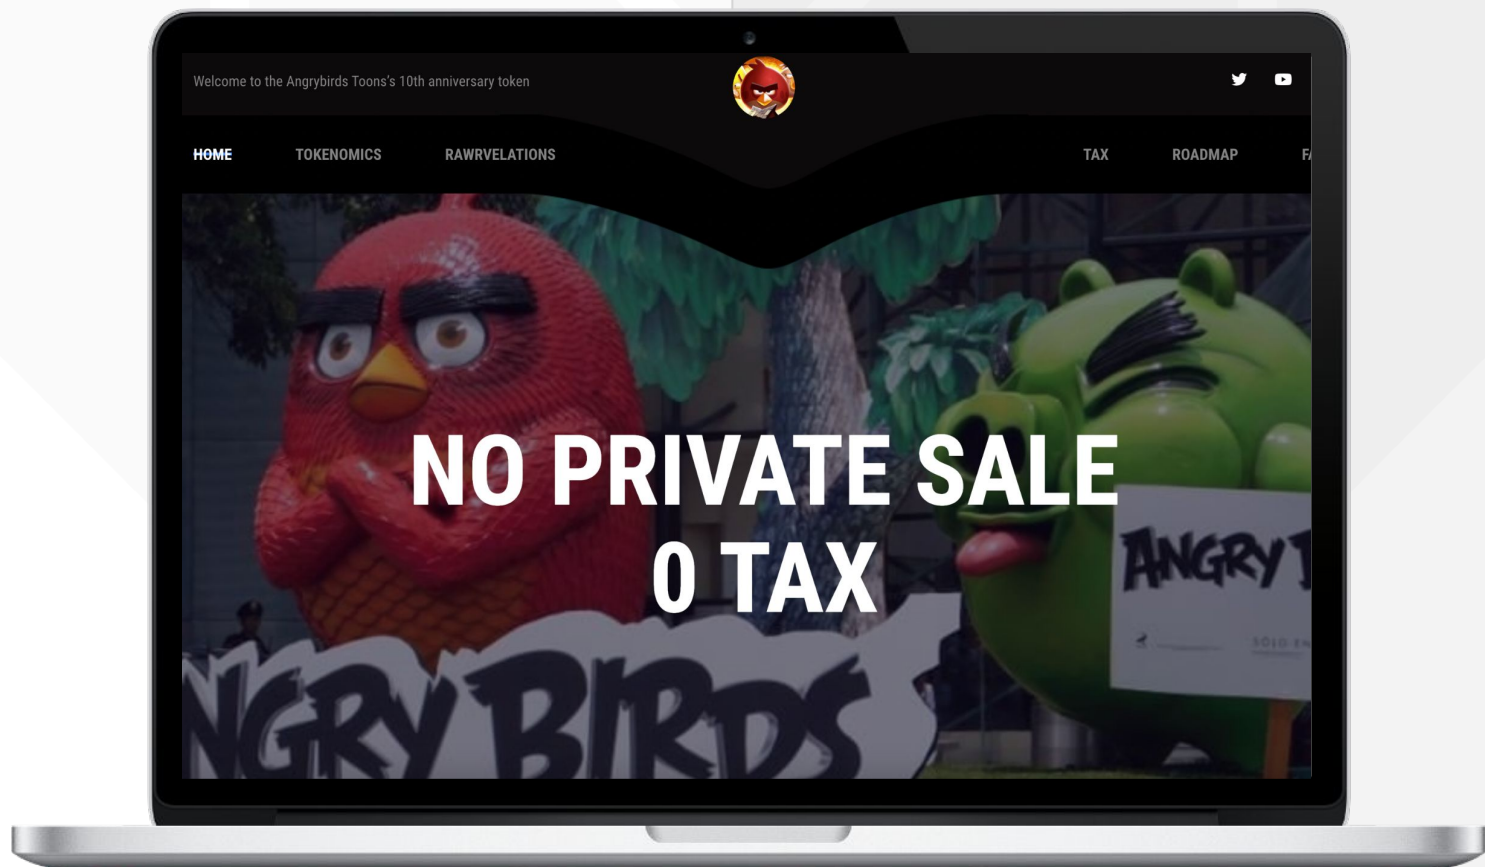 Welcome to the Angrybirds Toons's 10th anniversary token
HOME TOKENOMICS RAWRVELATIONS TAX ROADMAP
NO PRIVATE SALE
0 TAX
ANGRY
NGRY BIRDS